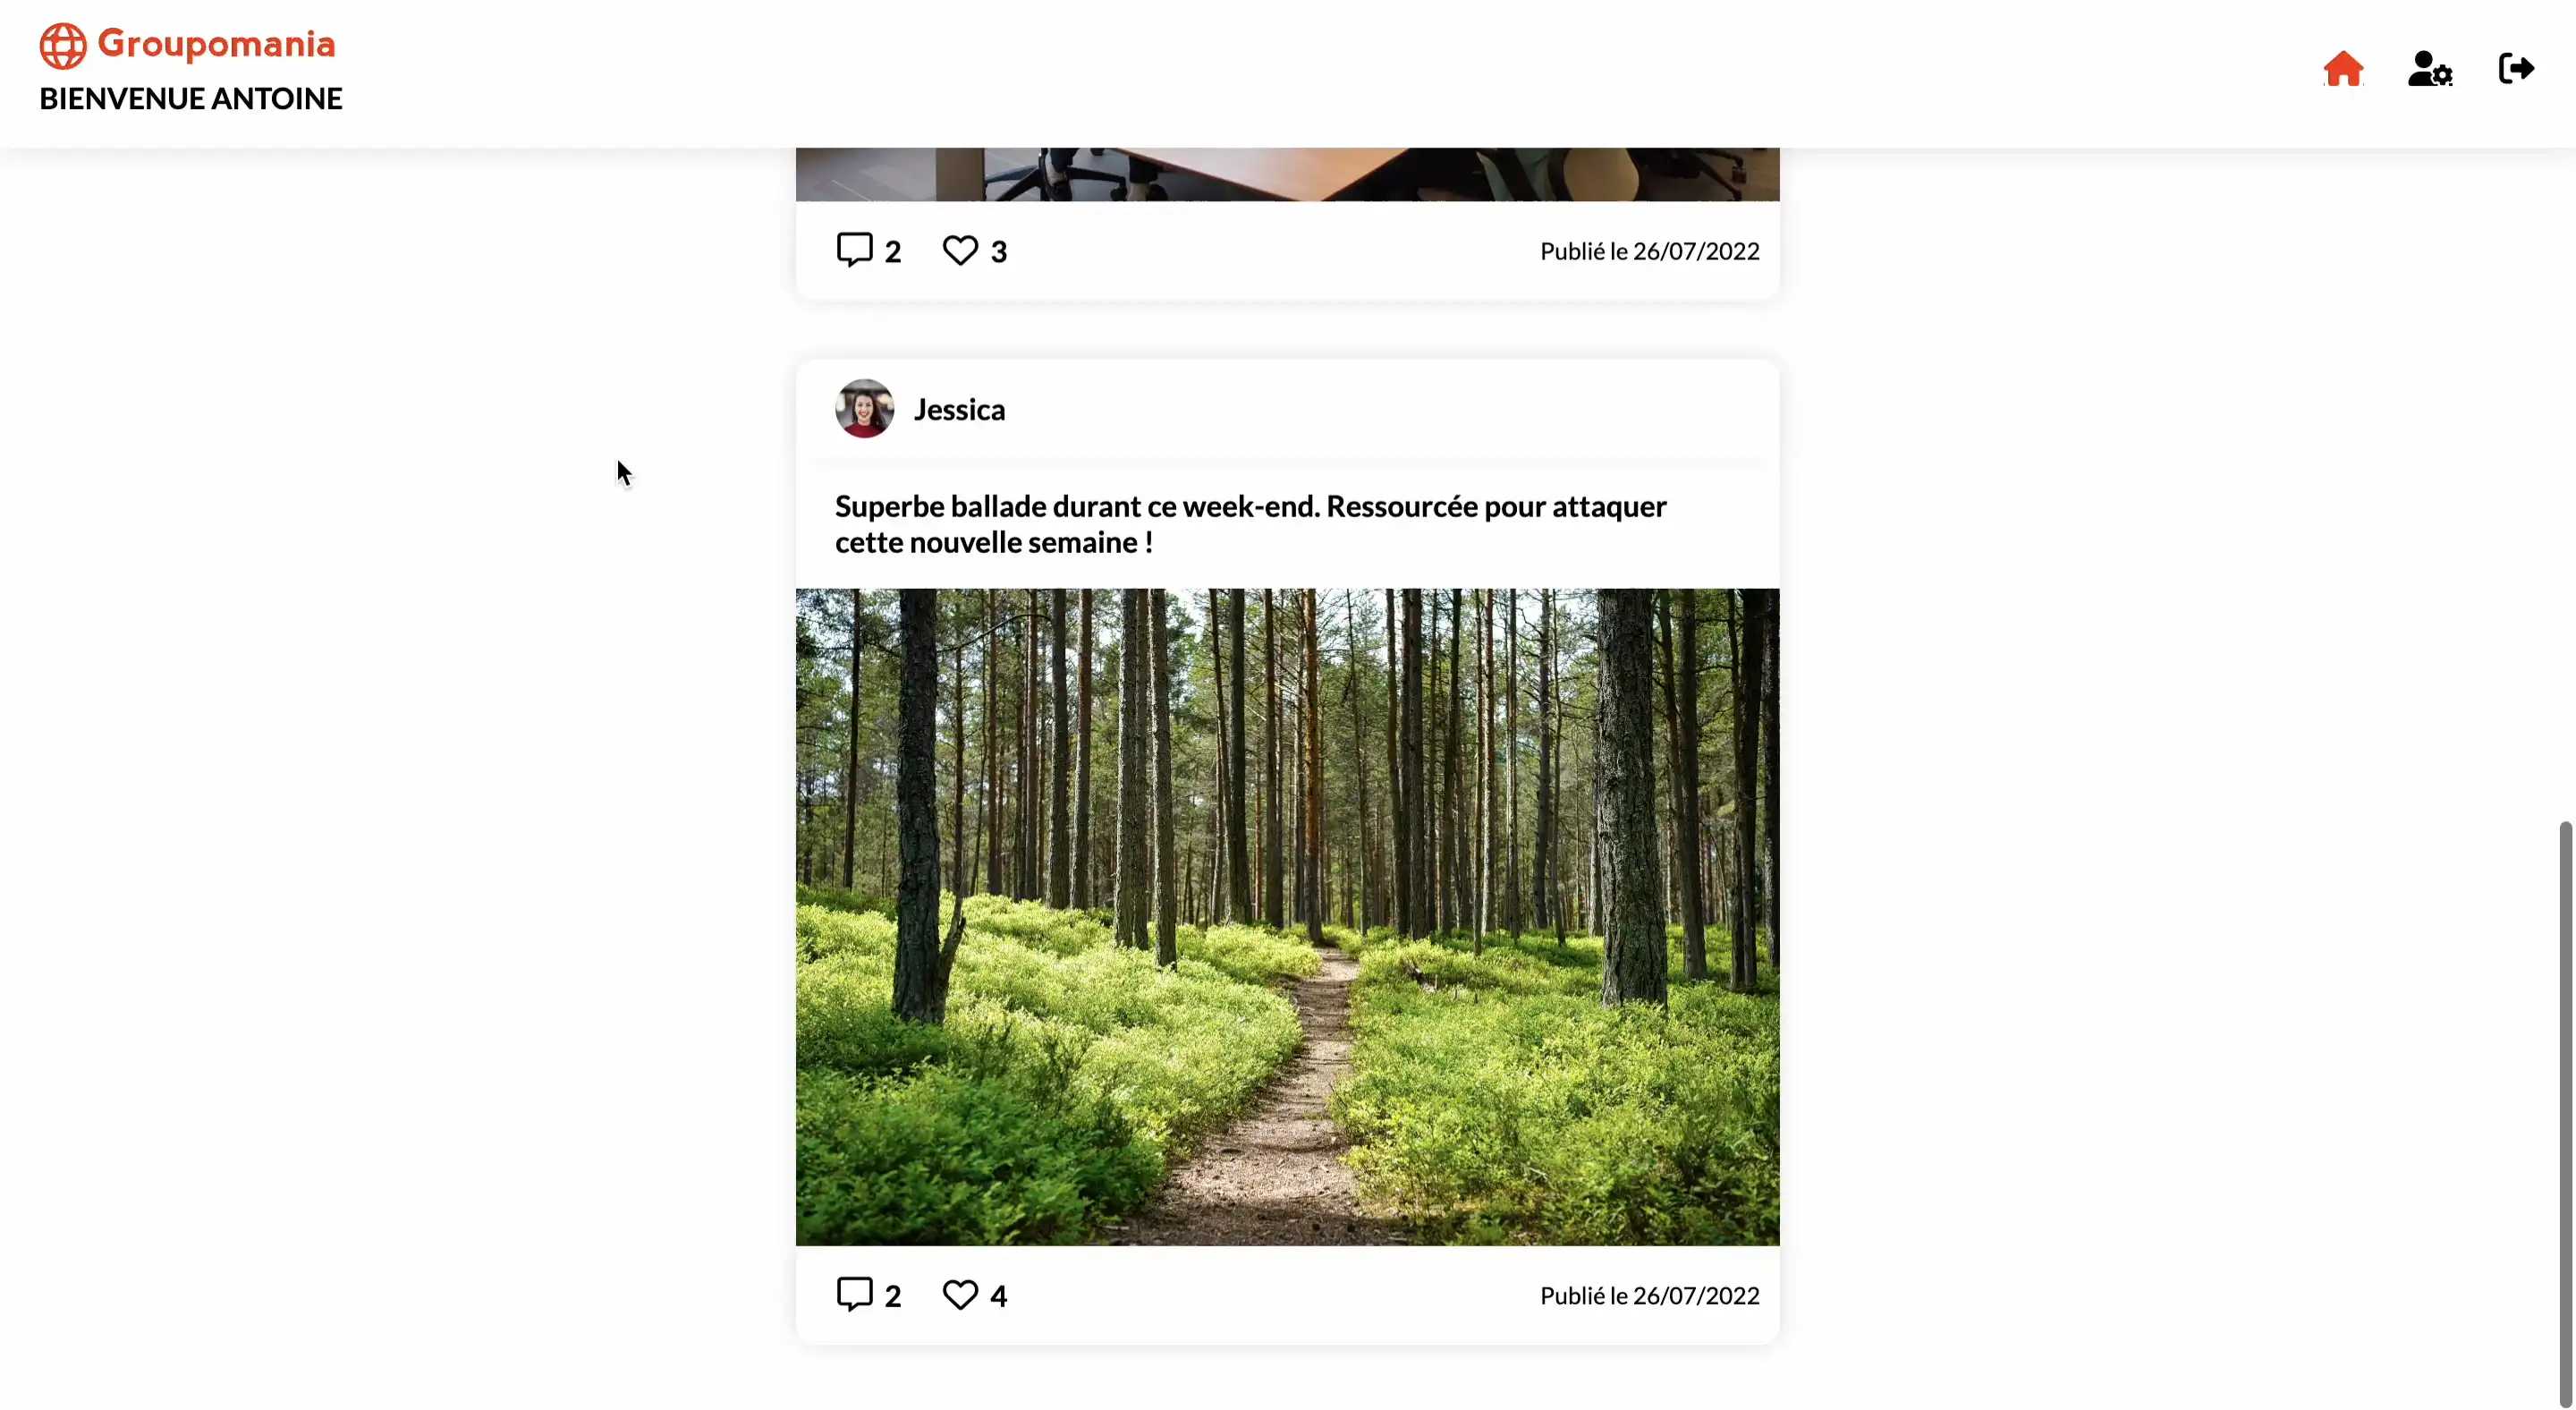 Groupomania
BIENVENUE ANTOINE
2 3 Publié le 26/07/2022
Jessica
Superbe ballade durant ce week-end. Ressourcée pour attaquer
cette nouvelle semaine !
2 4 Publié le 26/07/2022